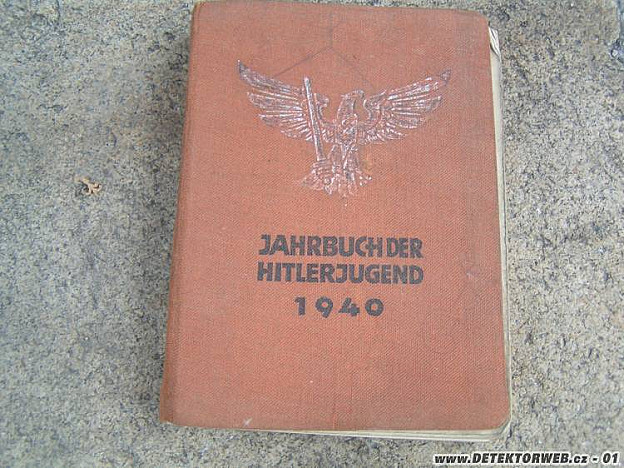 JAHRBUCH DER
HITLERJUGEND
1940
www.DETEKTORWEB.cz - 01